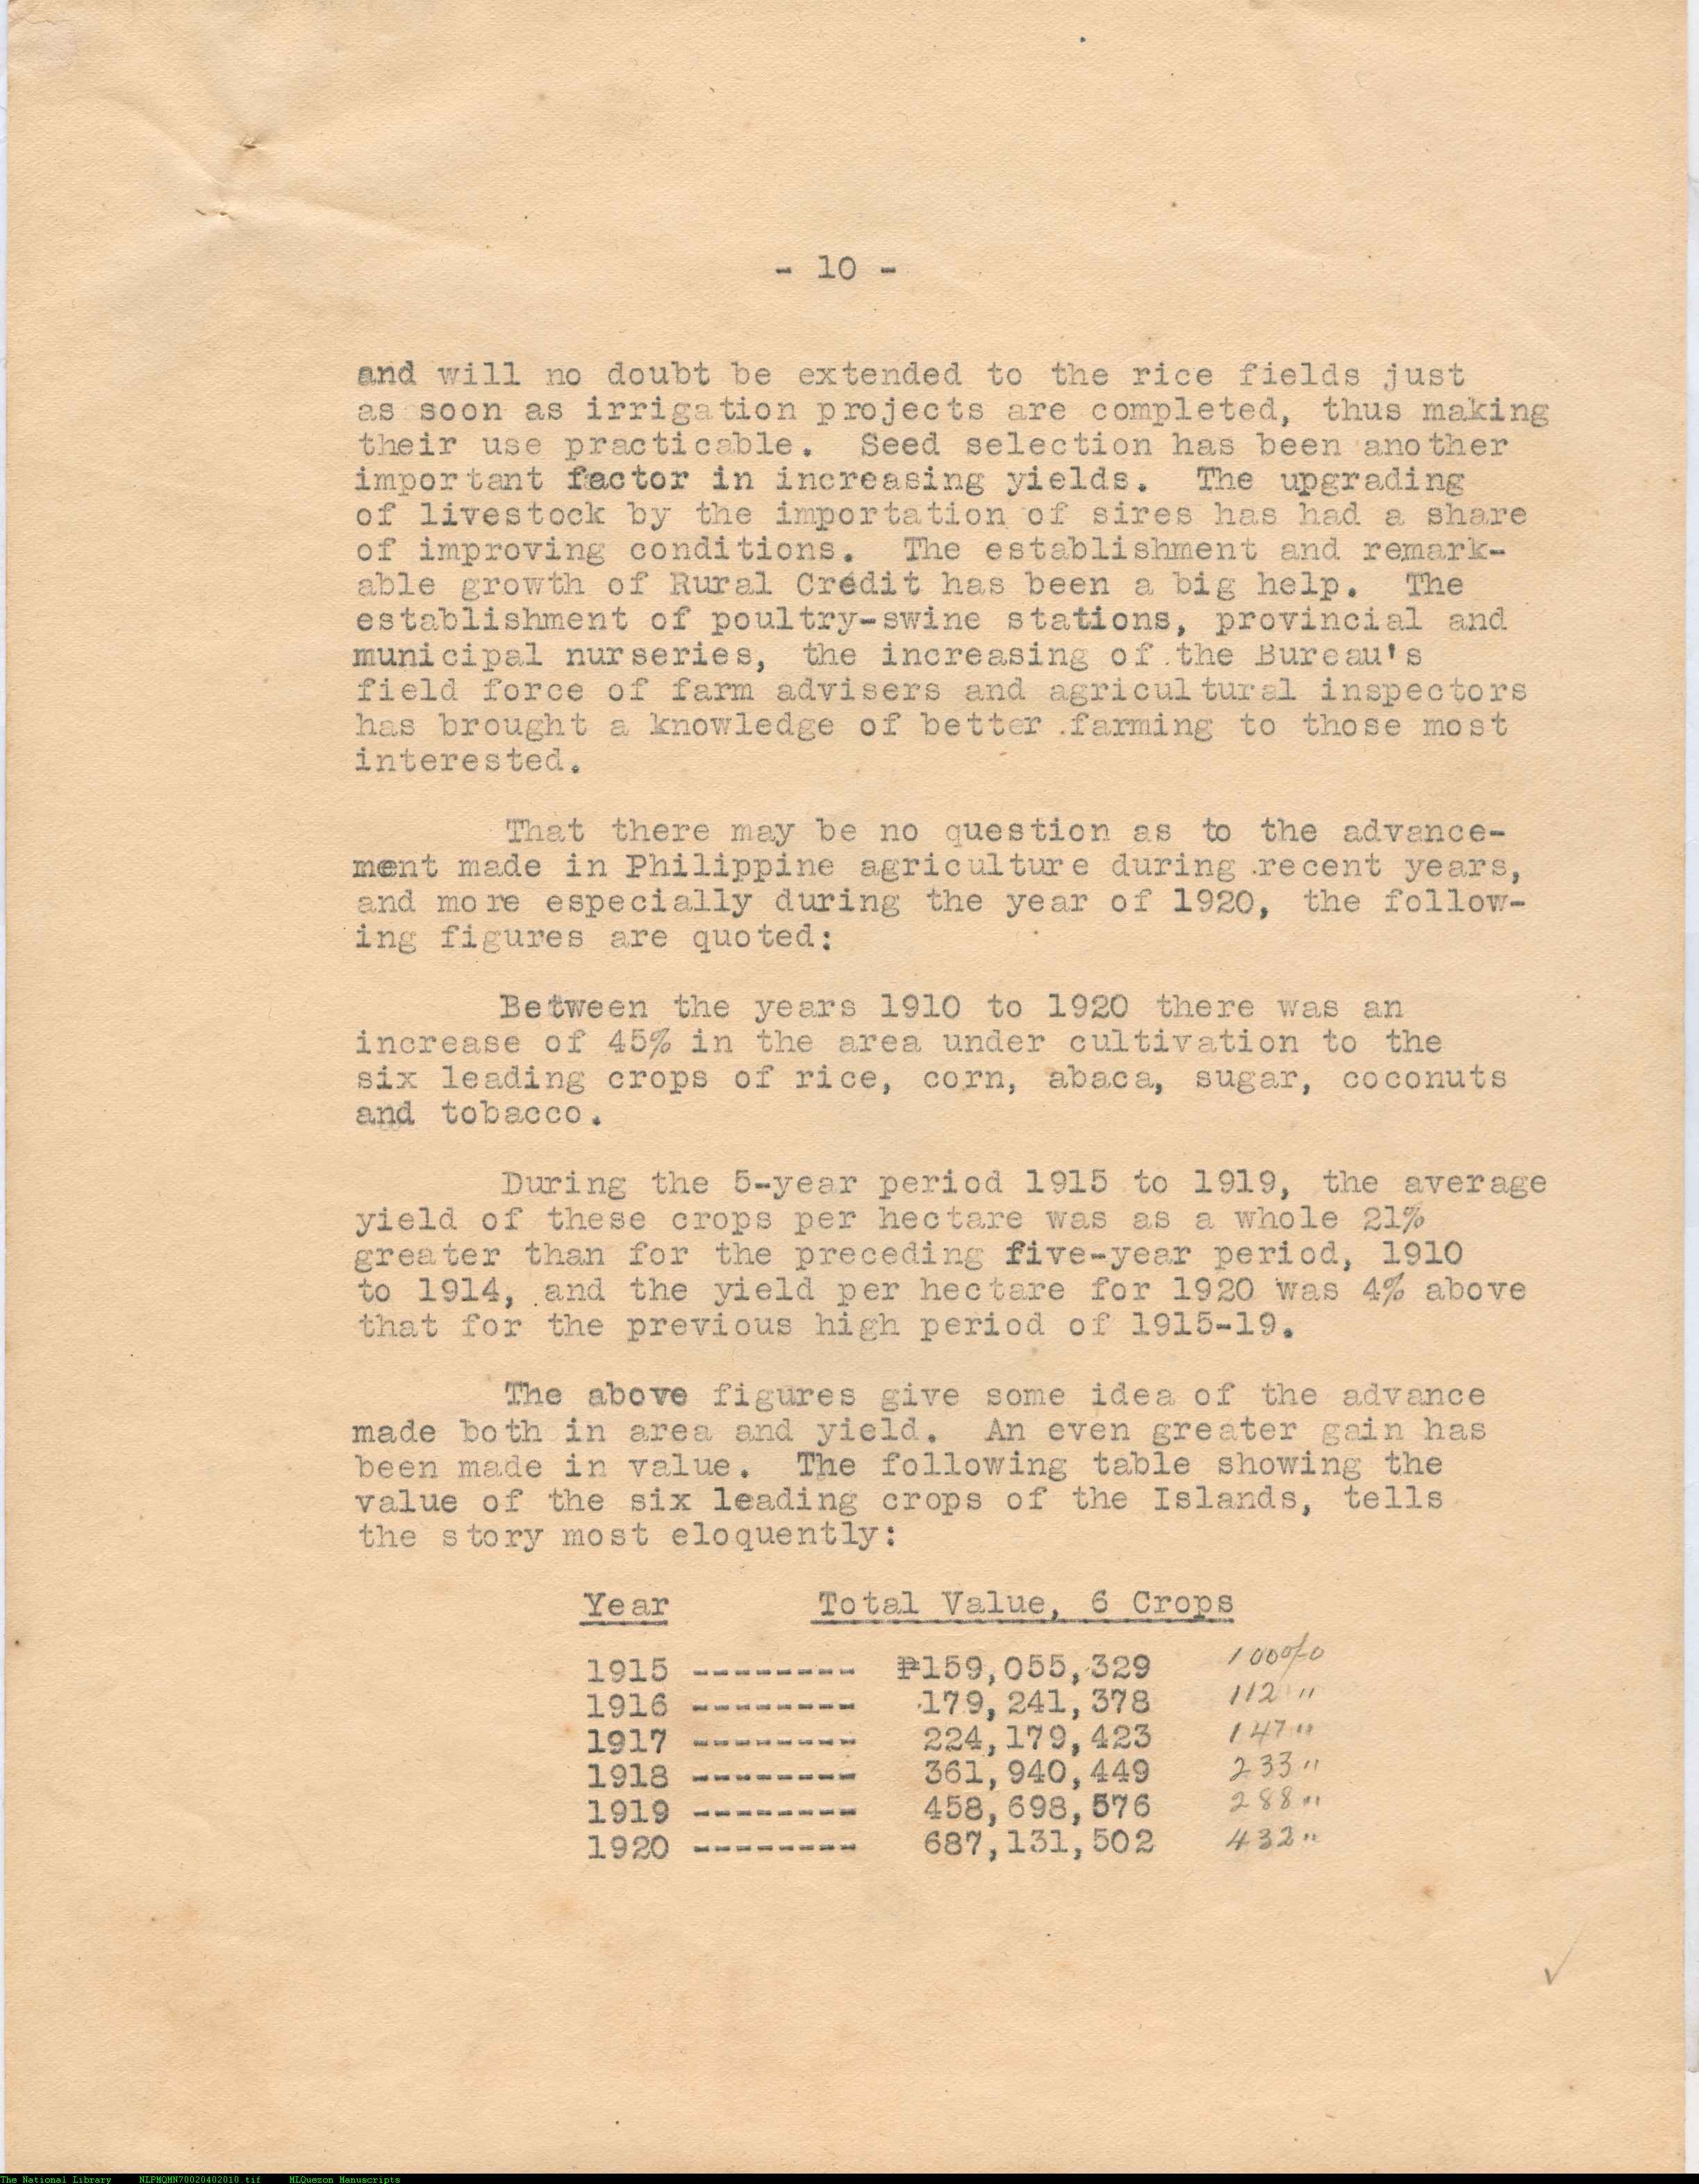 - 10 -
and will no doubt be extended to the rice fields just
as soon as irrigation projects are completed, thus making
their use practicable. Seed selection has been another
important factor in increasing yields. The upgrading
of livestock by the importation of sires has had a share
of improving conditions. The establishment and remark-
able growth of Rural Credit has been a big help. The
establishment of poultry-swine stations, provincial and
municipal nurseries, the increasing of the Bureau's
field force of farm advisers and agricultural inspectors
has brought a knowledge of better farming to those most
interested.
That there may be no question as to the advance-
ment made in Philippine agriculture during recent years,
and more especially during the year of 1920, the follow-
ing figures are quoted:
Between the years 1910 to 1920 there was an
increase of 45% in the area under cultivation to the
six leading crops of rice, corn, abaca, sugar, coconuts
and tobacco.
During the 5-year period 1915 to 1919, the average
yield of these crops per hectare was as a whole 21%
greater than for the preceding five-year period, 1910
to 1914, and the yield per hectare for 1920 was 4% above
that for the previous high period of 1915-19.
The above figures give some idea of the advance
made both in area and yield. An even greater gain has
been made in value. The following table showing the
value of the six leading crops of the Islands, tells
the story most eloquently:
Year Total Value, 6 Crops
1915 -------- ₱159,055,329 100%
1916 -------- 179,241,378 112 "
1917 -------- 224,179,423 147 "
1918 -------- 361,940,449 233 "
1919 -------- 458,698,576 288 "
1920 -------- 687,131,502 432 "
The National Library NLPMQMN70020402010.tif MLQuezon Manuscripts